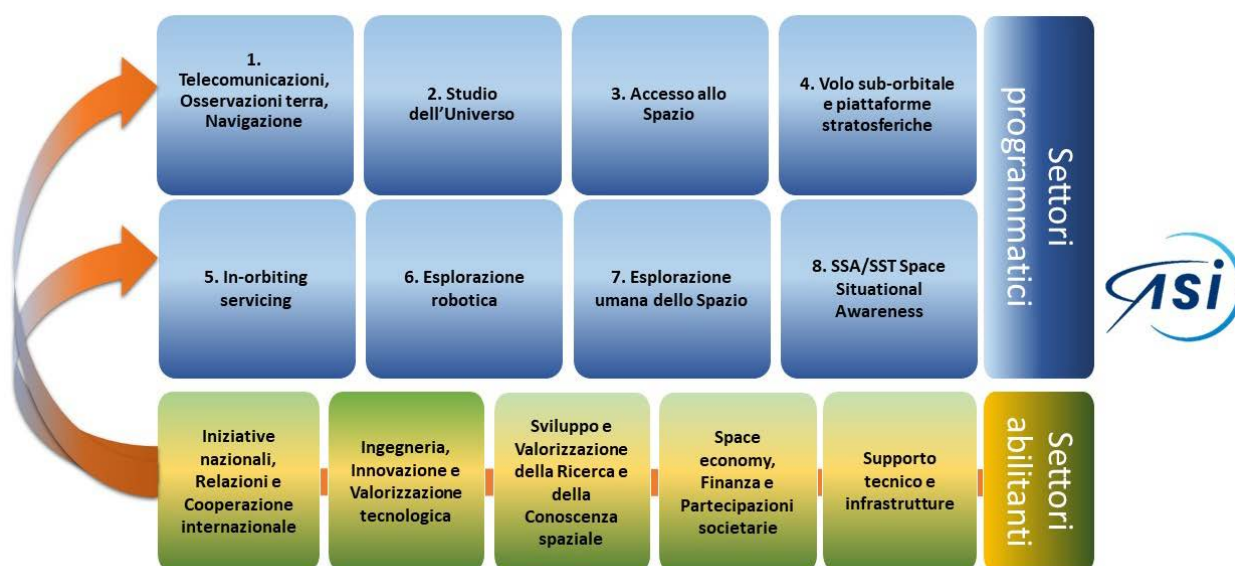 1.
Telecomunicazioni,
Osservazioni terra,
Navigazione
2. Studio
dell’Universo
3. Accesso allo
Spazio
4. Volo sub-orbitale
e piattaforme
stratosferiche
Settori
programmatici
5. In-orbiting
servicing
6. Esplorazione
robotica
7. Esplorazione
umana dello Spazio
8. SSA/SST Space
Situational
Awareness
asi
Iniziative
nazionali,
Relazioni e
Cooperazione
internazionale
Ingegneria,
Innovazione e
Valorizzazione
tecnologica
Sviluppo e
Valorizzazione
della Ricerca e
della
Conoscenza
spaziale
Space
economy,
Finanza e
Partecipazioni
societarie
Supporto
tecnico e
infrastrutture
Settori
abilitanti